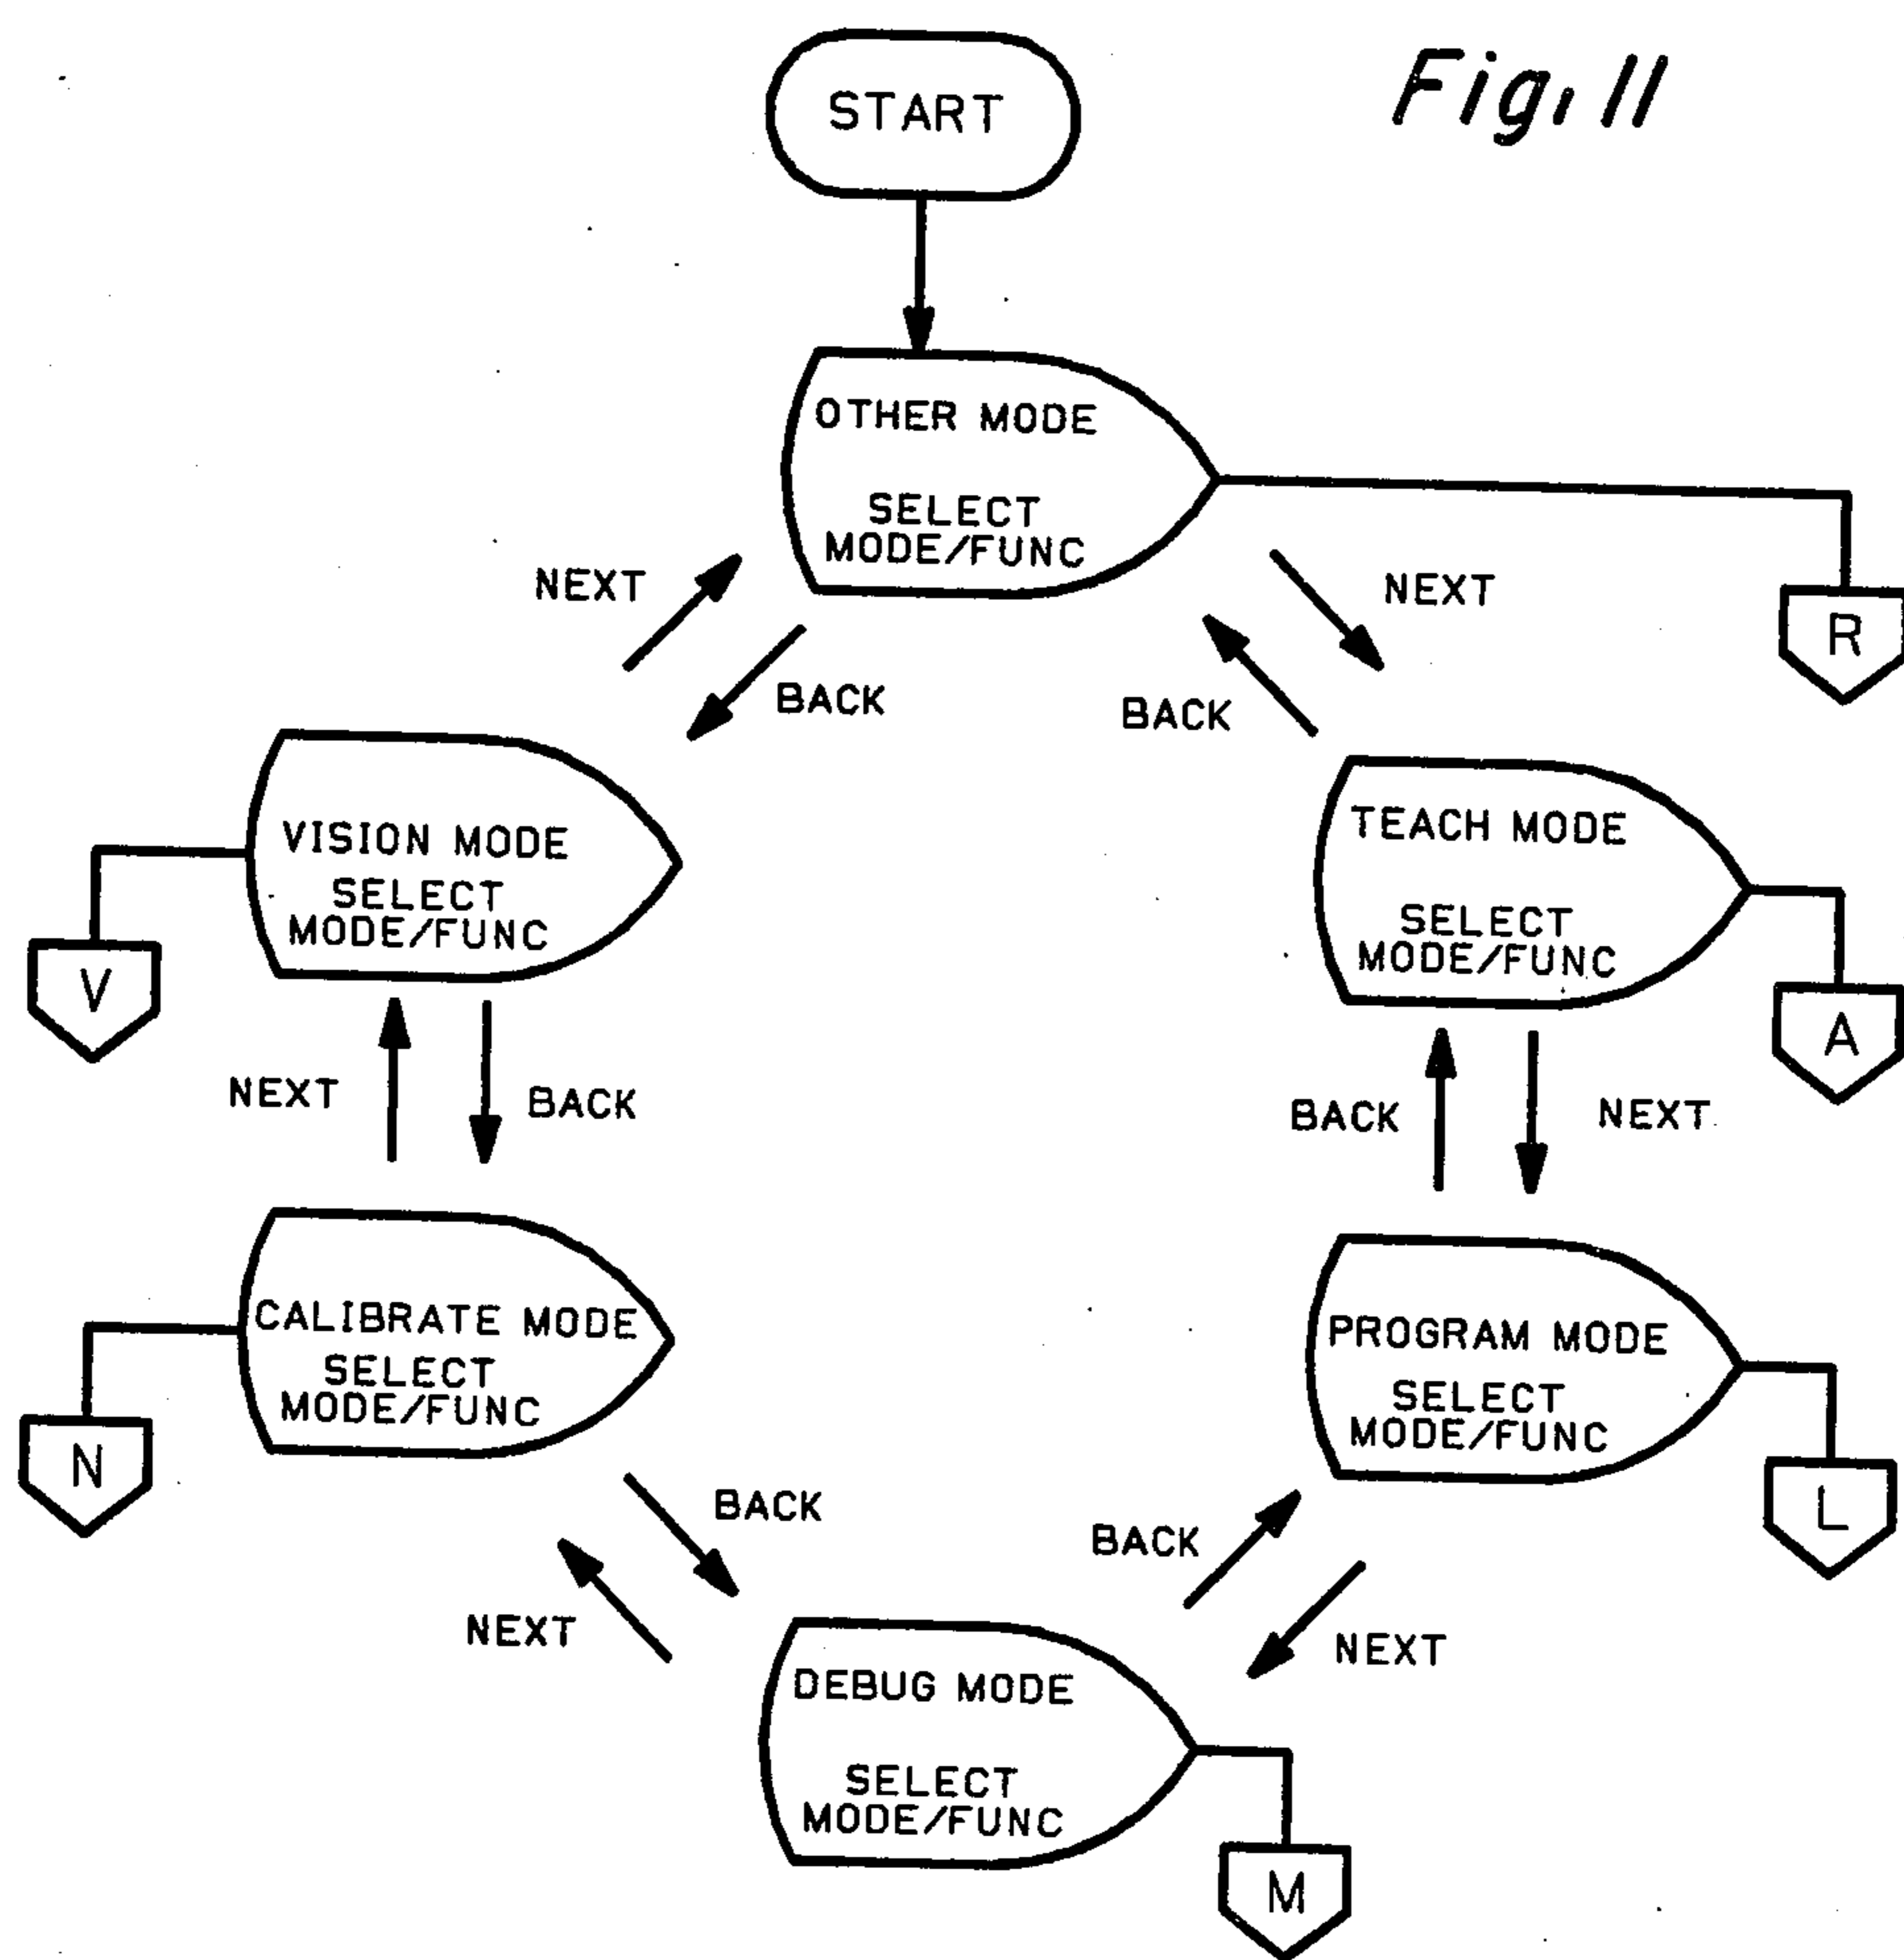 Fig. 11
START
OTHER MODE
SELECT
MODE/FUNC
NEXT
NEXT
R
BACK
BACK
VISION MODE
SELECT
MODE/FUNC
V
TEACH MODE
SELECT
MODE/FUNC
A
NEXT
BACK
BACK
NEXT
CALIBRATE MODE
SELECT
MODE/FUNC
N
PROGRAM MODE
SELECT
MODE/FUNC
L
BACK
NEXT
BACK
NEXT
DEBUG MODE
SELECT
MODE/FUNC
M